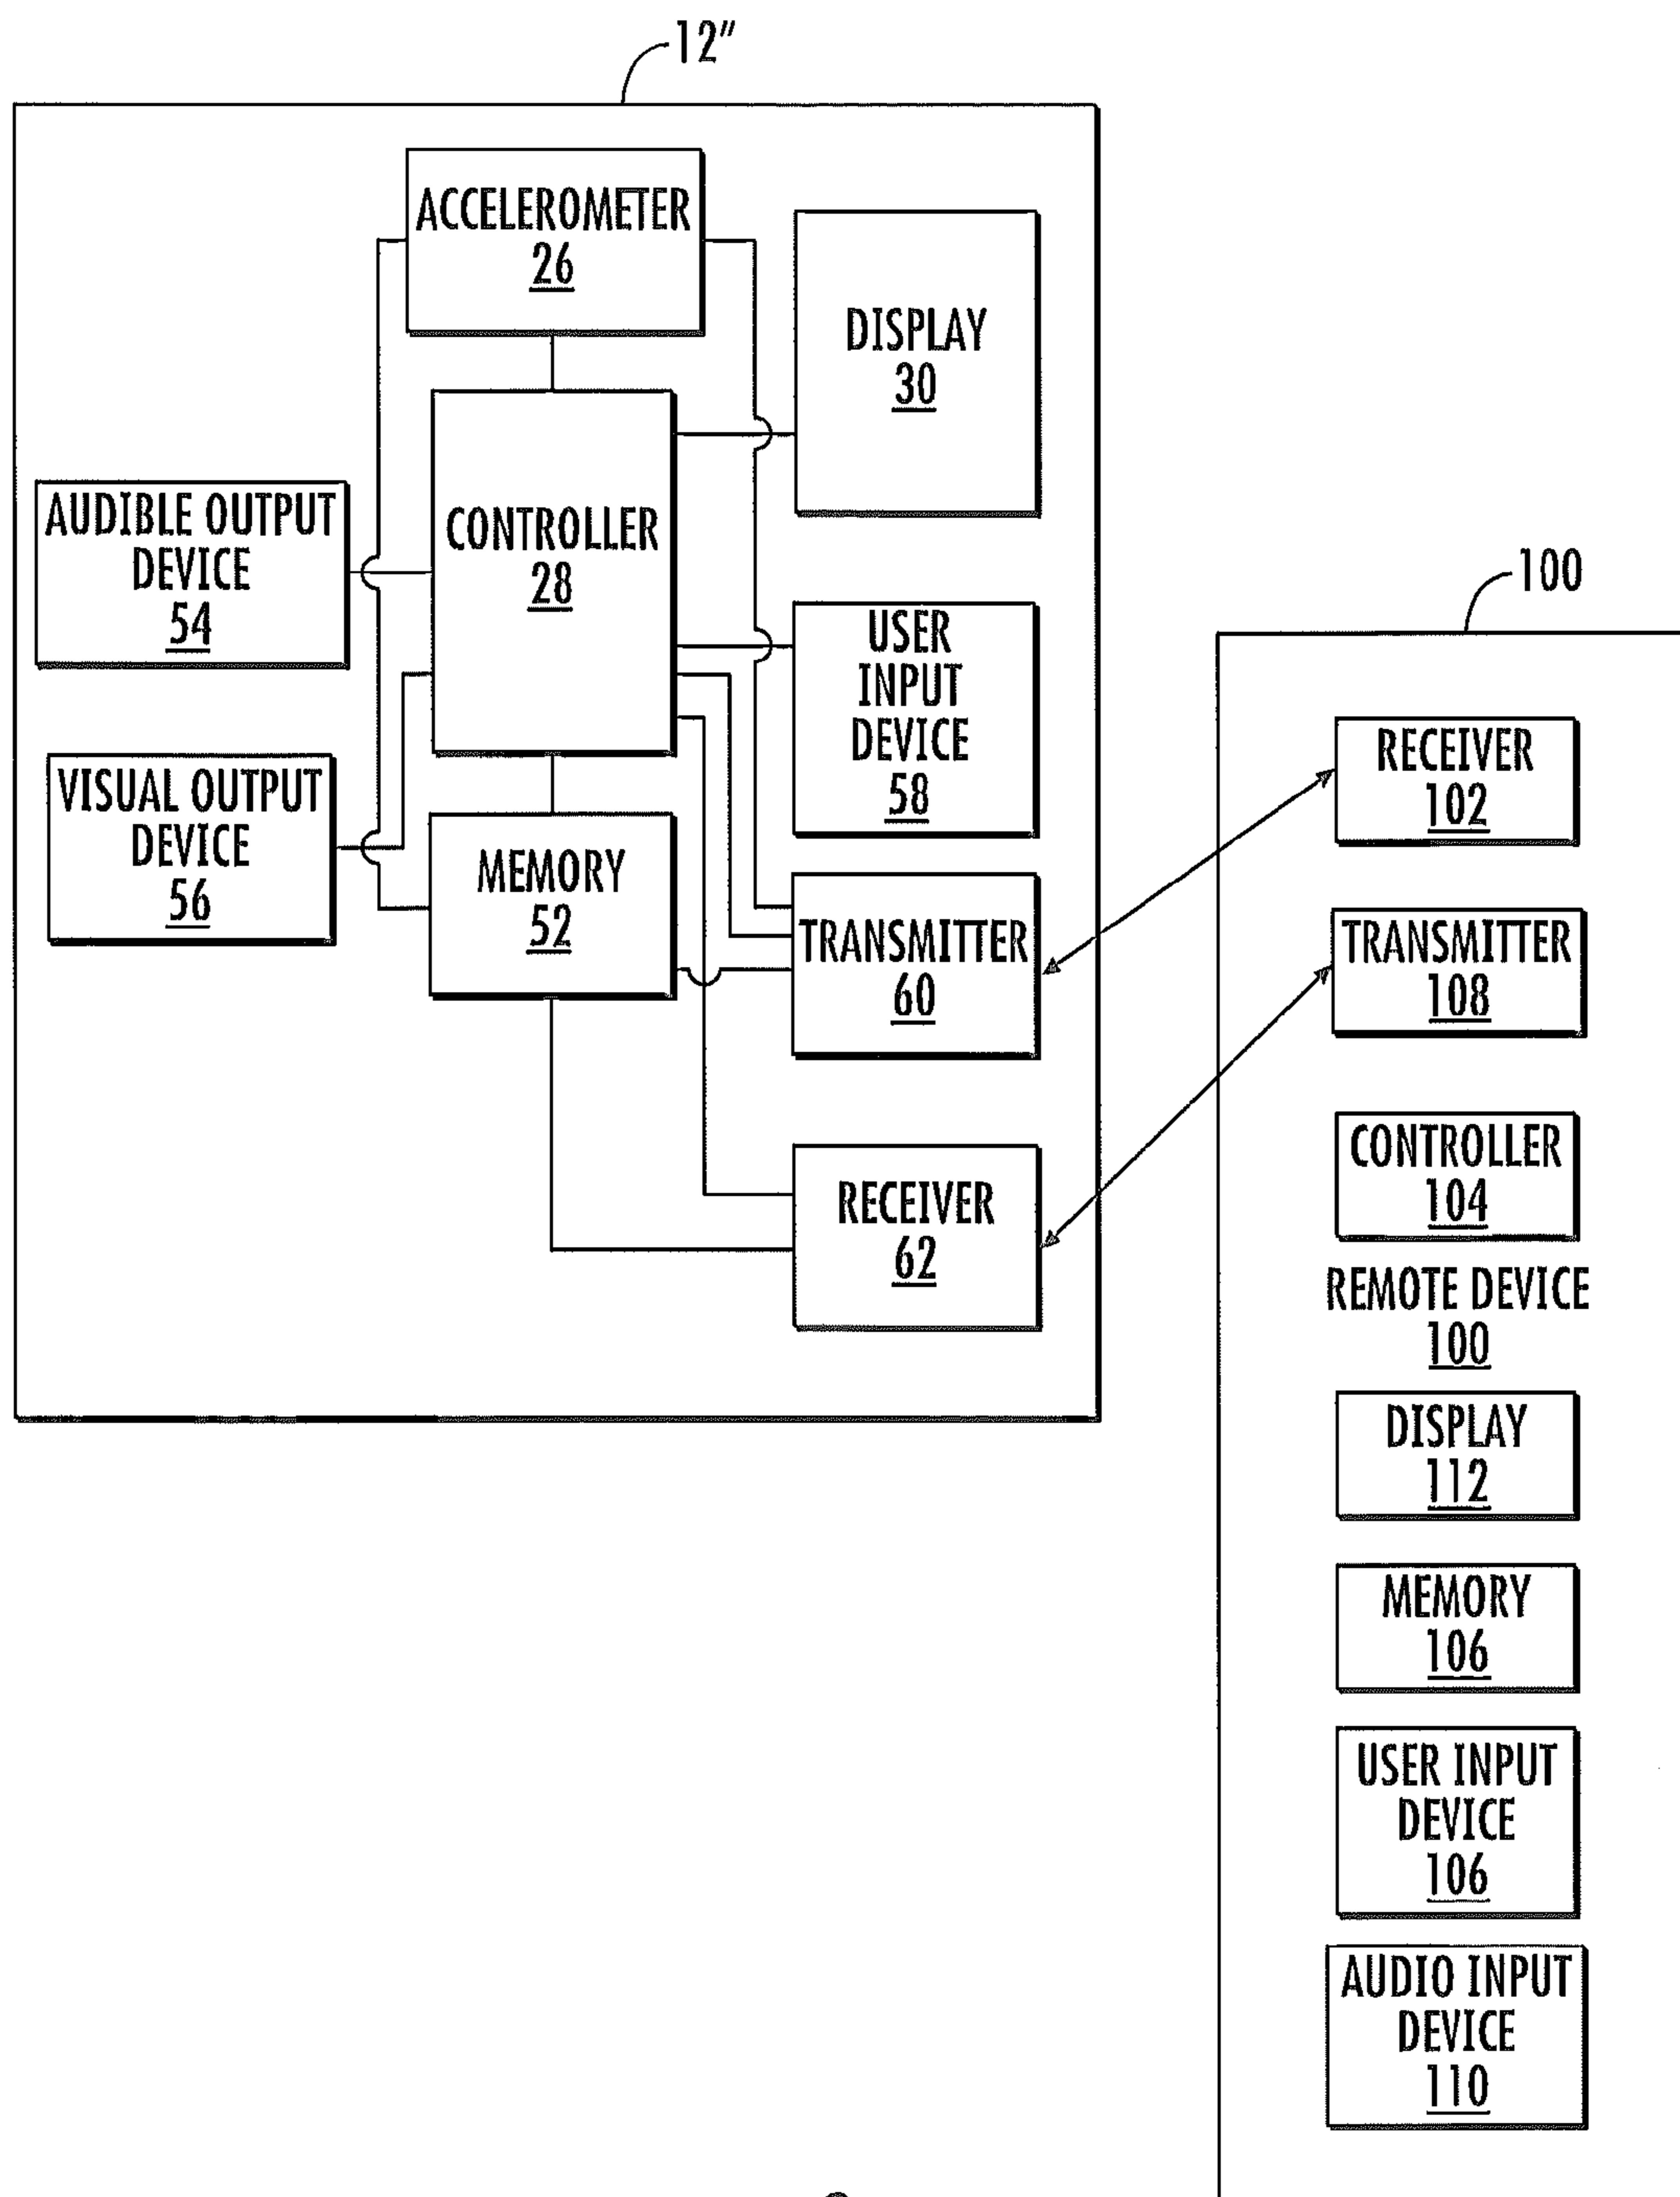 12"
ACCELEROMETER
26
DISPLAY
30
AUDIBLE OUTPUT
DEVICE
54
CONTROLLER
28
USER
INPUT
DEVICE
58
VISUAL OUTPUT
DEVICE
56
MEMORY
52
TRANSMITTER
60
RECEIVER
62
100
RECEIVER
102
TRANSMITTER
108
CONTROLLER
104
REMOTE DEVICE
100
DISPLAY
112
MEMORY
106
USER INPUT
DEVICE
106
AUDIO INPUT
DEVICE
110